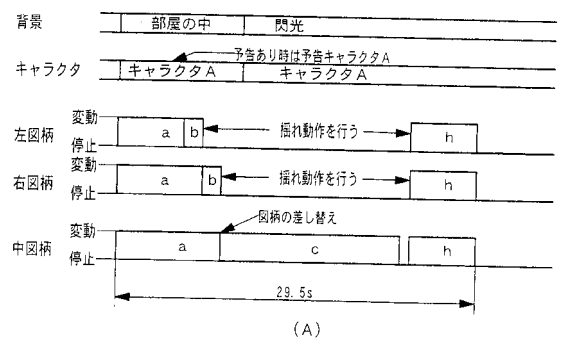 背景 部屋の中 閃光
予告あり時は予告キャラクタA
キャラクタ キャラクタA キャラクタA
変動
左図柄 a b 揺れ動作を行う h
停止
変動
右図柄 a b 揺れ動作を行う h
停止
図柄の差し替え
変動
中図柄 a c h
停止
29.5s
(A)